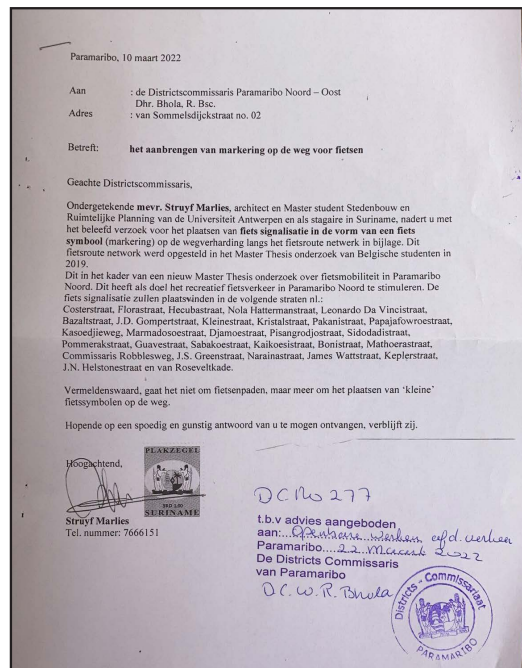 Paramaribo, 10 maart 2022
Aan : de Districtscommisaris Paramaribo Noord – Oost
Dhr. Bhola, R. Bsc.
Adres : van Sommelsdijckstraat no. 02
Betreft: het aanbrengen van markering op de weg voor fietsen
Geachte Districtscommisaris,
Ondergetekende mevr. Struyf Marlies, architect en Master student Stedenbouw en
Ruimtelijke Planning van de Universiteit Antwerpen en als stagaire in Suriname, nadert u met
het beleefd verzoek voor het plaatsen van fiets signalisatie in de vorm van een fiets
symbool (markering) op de wegverharding langs het fietsroute netwerk in bijlage. Dit
fietsroute network werd opgesteld in het Master Thesis onderzoek van Belgische studenten in
2019.
Dit in het kader van een nieuw Master Thesis onderzoek over fietsmobiliteit in Paramaribo
Noord. Dit heeft als doel het recreatief fietsverkeer in Paramaribo Noord te stimuleren. De
fiets signalisatie zullen plaatsvinden in de volgende straten nl.:
Costerstraat, Florastraat, Hecubastraat, Nola Hattermanstraat, Leonardo Da Vincistraat,
Bazaltstraat, J.D. Gompertstraat, Kleinestraat, Kristalstraat, Pakanistraat, Papajafowroestraat,
Kasoedjieweg, Marmadosoestraat, Djamoestraat, Pisangrodjostraat, Sidodadistraat,
Pommerakstraat, Guavestraat, Sabakoestraat, Kaikoesistraat, Bonistraat, Mathoerastraat,
Commissaris Robblesweg, J.S. Greenstraat, Narainastraat, James Wattstraat, Keplerstraat,
J.N. Helstonestraat en van Roseveltkade.
Vermeldenswaard, gaat het niet om fietsenpaden, maar meer om het plaatsen van ‘kleine’
fietssymbolen op de weg.
Hopende op een spoedig en gunstig antwoord van u te mogen ontvangen, verblijft zij.
Hoogachtend,
PLAKZEGEL
SURINAME
Struyf Marlies
Tel. nummer: 7666151
DC No 277
t.b.v advies aangeboden
aan:... Openbare Werken afd. verkeer
Paramaribo.... 22 Maart 2022
De Districts Commissaris
van Paramaribo
D.C. W. R. Bhola
Districts - Commissariaat
PARAMARIBO